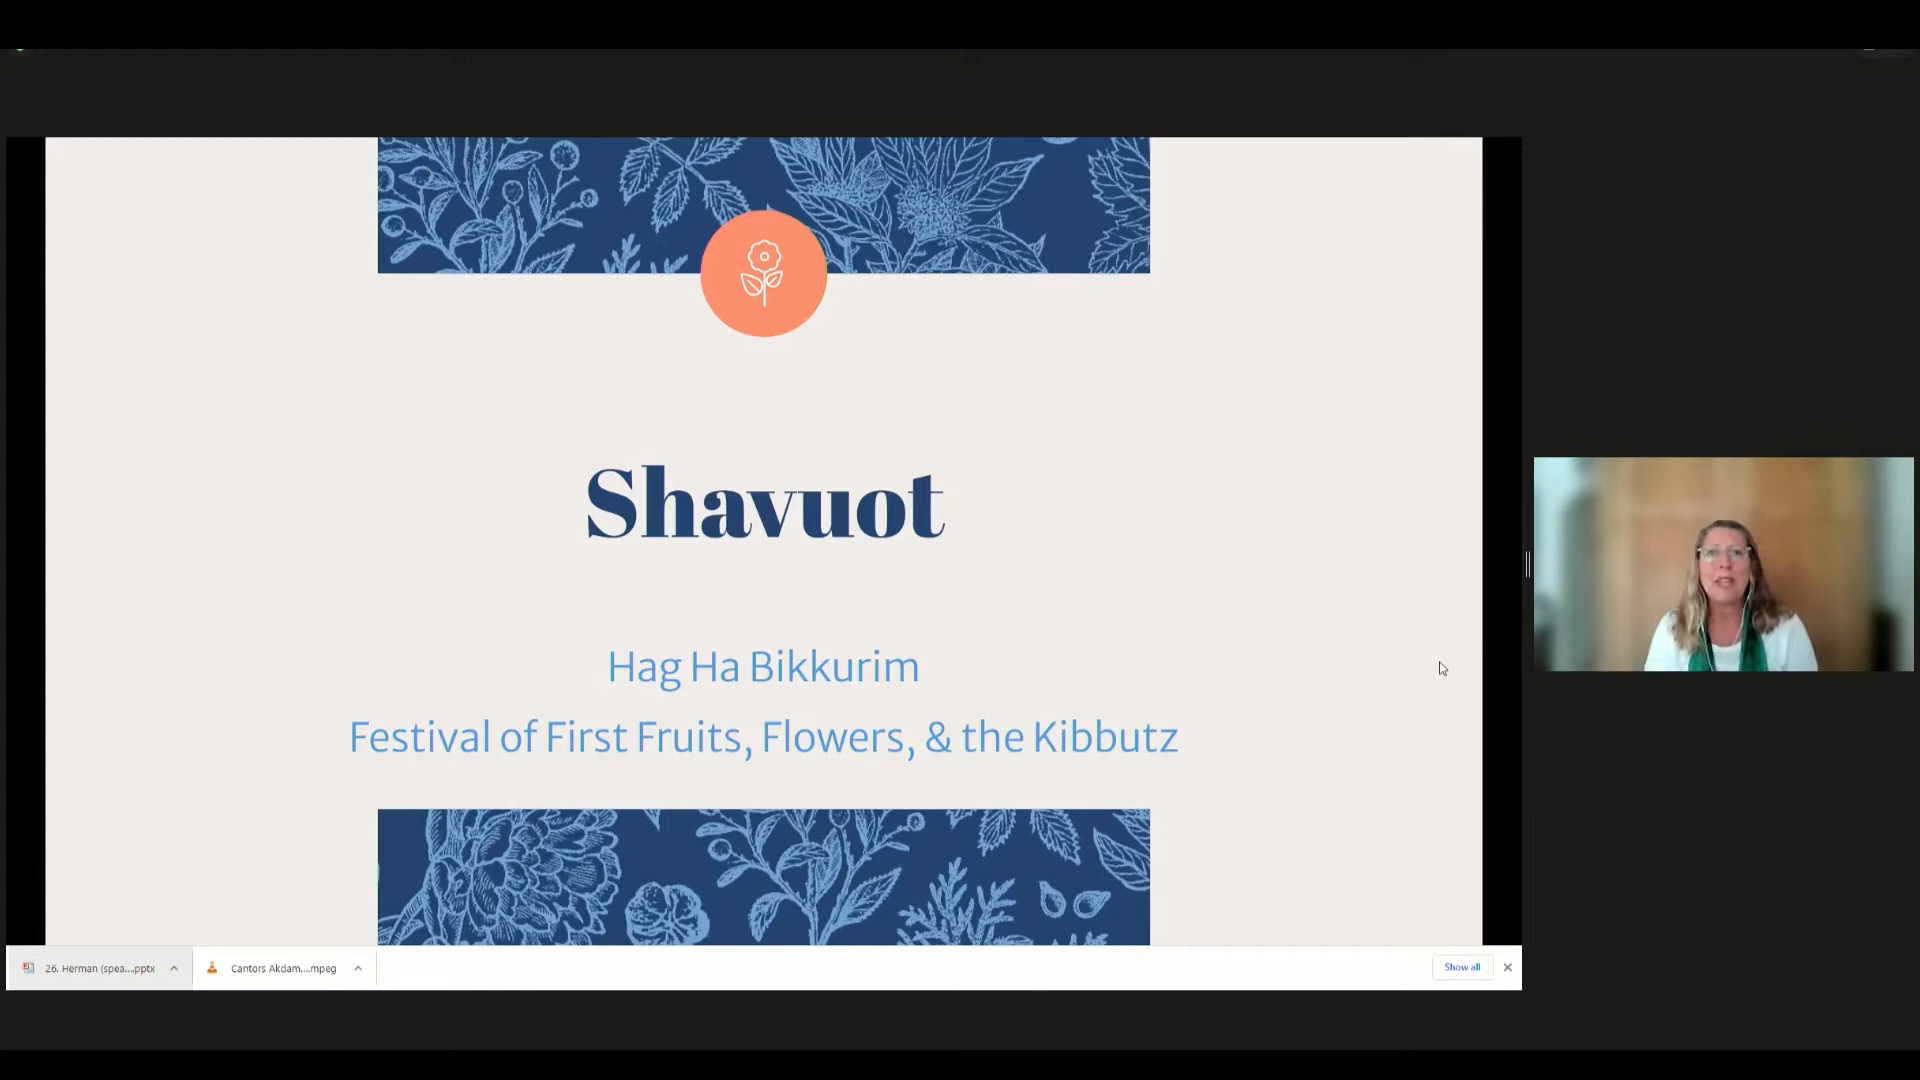 Shavuot
Hag Ha Bikkurim
Festival of First Fruits, Flowers, & the Kibbutz
26. Herman (spea....pptx
Cantors Akdam....mpeg
Show all